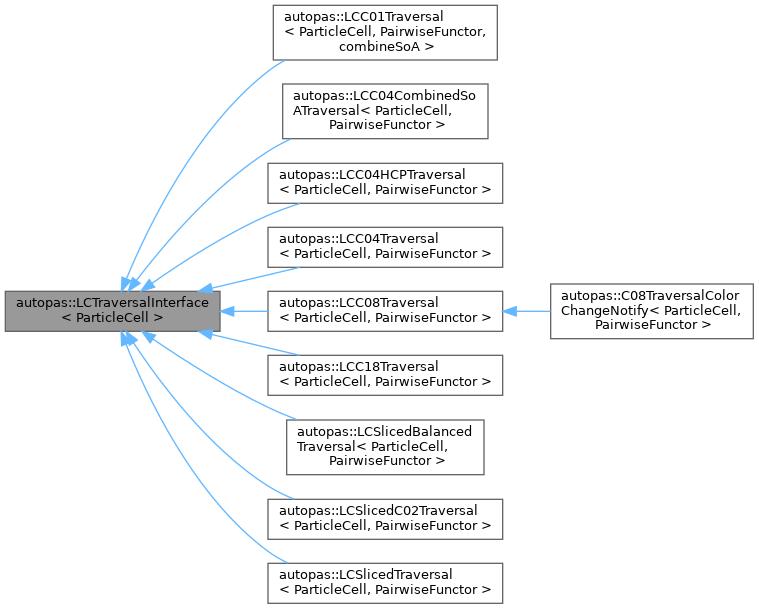 autopas::LCC01Traversal
< ParticleCell, PairwiseFunctor,
combineSoA >
autopas::LCC04CombinedSo
ATraversal< ParticleCell,
PairwiseFunctor >
autopas::LCC04HCPTraversal
< ParticleCell, PairwiseFunctor >
autopas::LCC04Traversal
< ParticleCell, PairwiseFunctor >
autopas::LCTraversalInterface
< ParticleCell >
autopas::LCC08Traversal
< ParticleCell, PairwiseFunctor >
autopas::C08TraversalColor
ChangeNotify< ParticleCell,
PairwiseFunctor >
autopas::LCC18Traversal
< ParticleCell, PairwiseFunctor >
autopas::LCSlicedBalanced
Traversal< ParticleCell,
PairwiseFunctor >
autopas::LCSlicedC02Traversal
< ParticleCell, PairwiseFunctor >
autopas::LCSlicedTraversal
< ParticleCell, PairwiseFunctor >